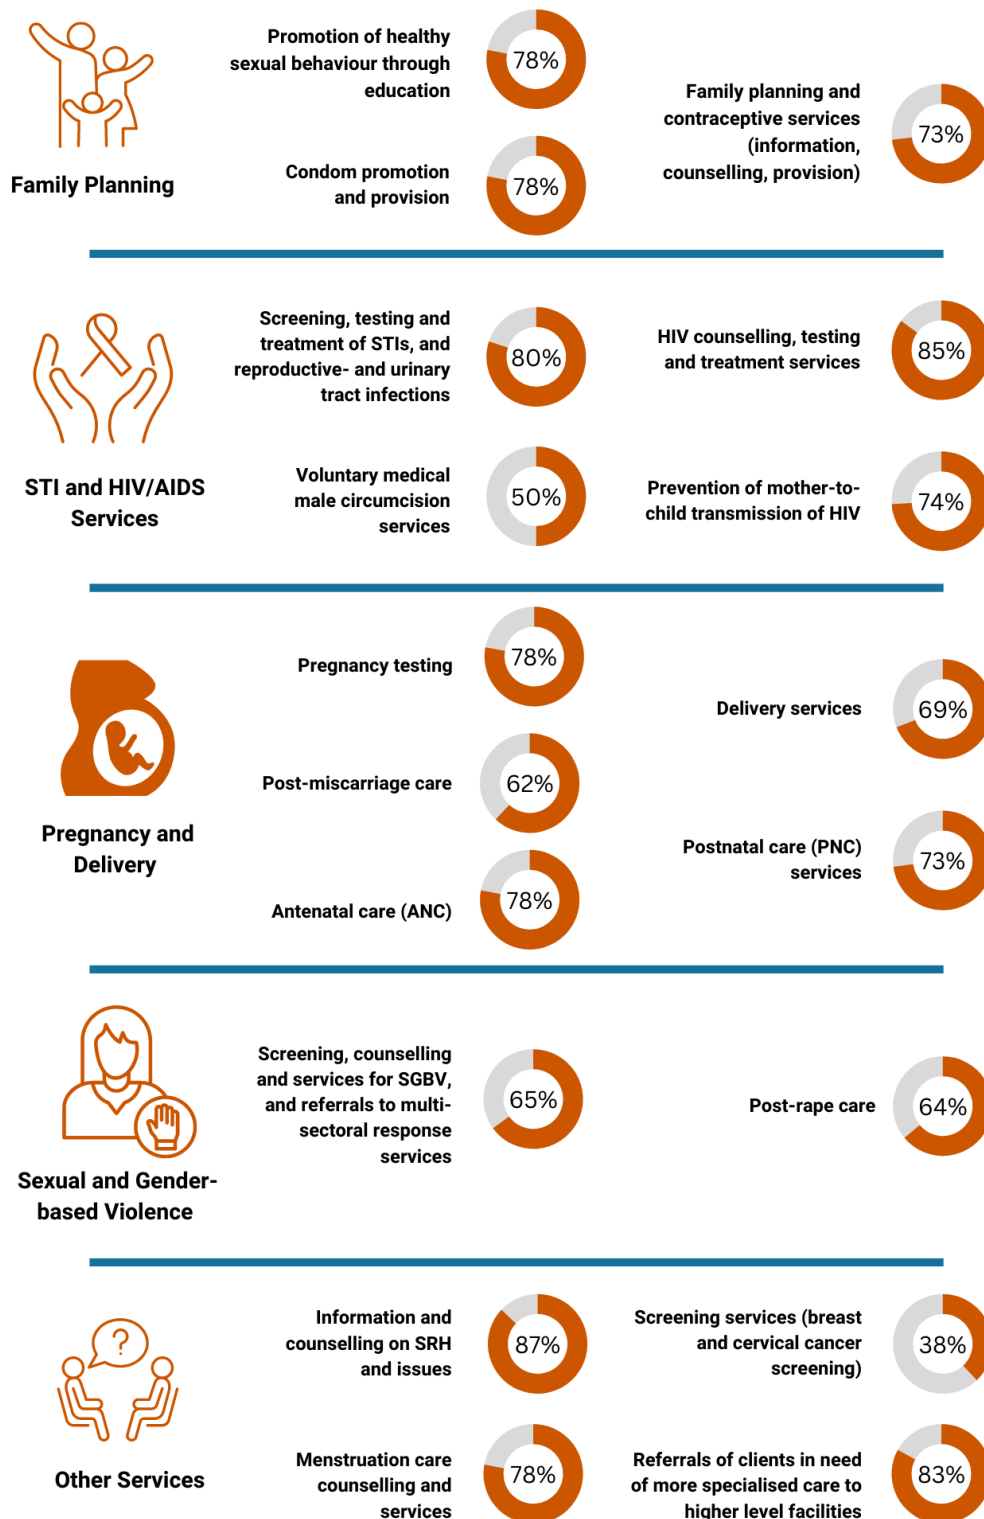 Promotion of healthy
sexual behaviour through
education
78%
Family planning and
contraceptive services
(information,
counselling, provision)
73%
Condom promotion
and provision
78%
Family Planning
Screening, testing and
treatment of STIs, and
reproductive- and urinary
tract infections
80%
HIV counselling, testing
and treatment services
85%
Voluntary medical
male circumcision
services
50%
Prevention of mother-to-
child transmission of HIV
74%
STI and HIV/AIDS
Services
Pregnancy testing
78%
Delivery services
69%
Post-miscarriage care
62%
Postnatal care (PNC)
services
73%
Antenatal care (ANC)
78%
Pregnancy and
Delivery
Screening, counselling
and services for SGBV,
and referrals to multi-
sectoral response
services
65%
Post-rape care
64%
Sexual and Gender-
based Violence
Information and
counselling on SRH
and issues
87%
Screening services (breast
and cervical cancer
screening)
38%
?
Other Services
Menstruation care
counselling and
services
78%
Referrals of clients in need
of more specialised care to
higher level facilities
83%